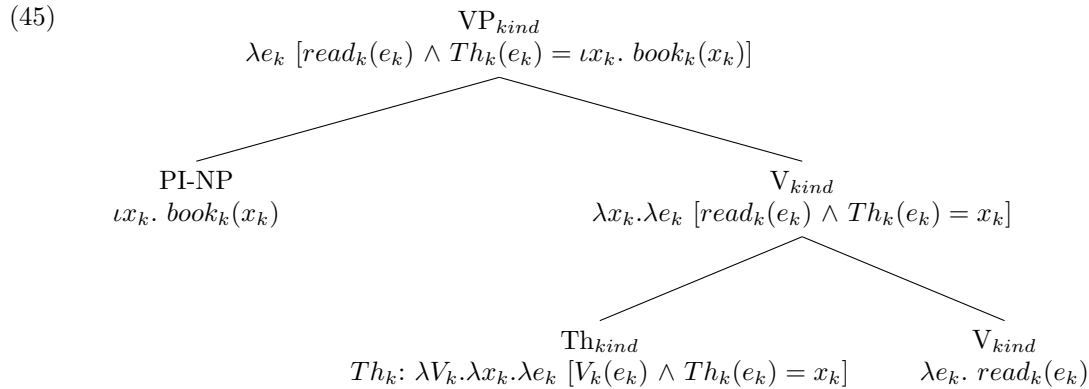 (45)
VP_kind
λe_k [read_k(e_k) ∧ Th_k(e_k) = ιx_k. book_k(x_k)]
PI-NP
ιx_k. book_k(x_k)
V_kind
λx_k.λe_k [read_k(e_k) ∧ Th_k(e_k) = x_k]
Th_kind
Th_k: λV_k.λx_k.λe_k [V_k(e_k) ∧ Th_k(e_k) = x_k]
V_kind
λe_k. read_k(e_k)